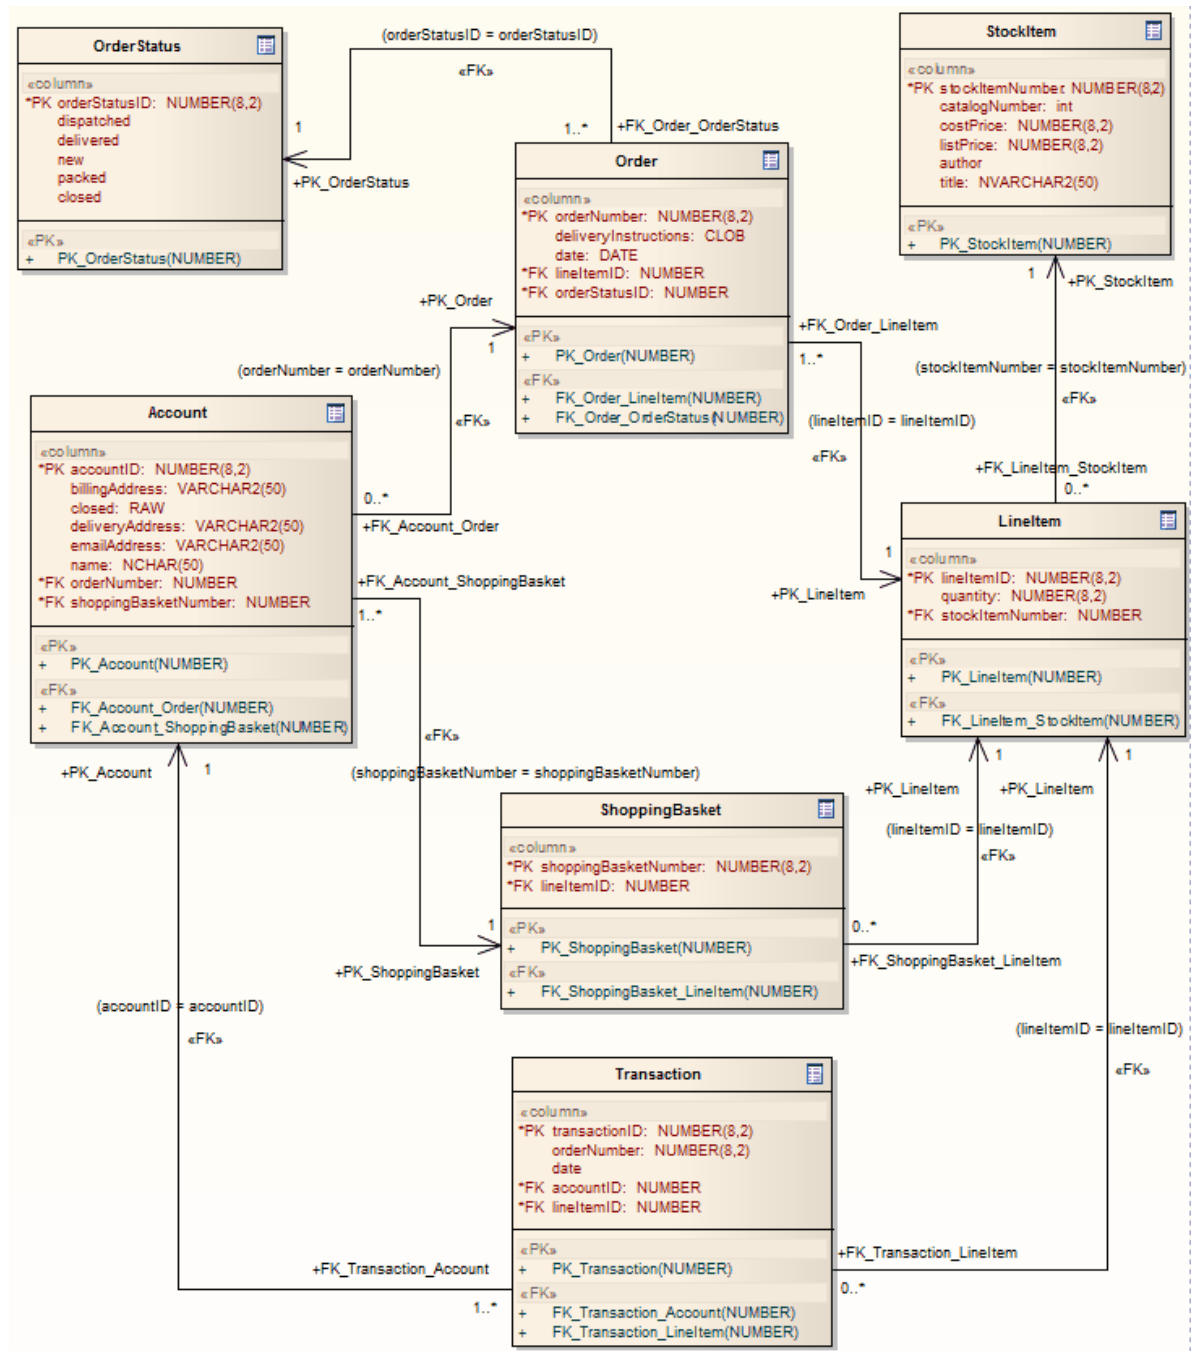 OrderStatus
«column»
*PK orderStatusID: NUMBER(8,2)
dispatched
delivered
new
packed
closed
«PK»
+ PK_OrderStatus(NUMBER)
(orderStatusID = orderStatusID)
«FK»
1
+PK_OrderStatus
1..*
+FK_Order_OrderStatus
Order
«column»
*PK orderNumber: NUMBER(8,2)
deliveryInstructions: CLOB
date: DATE
*FK lineItemID: NUMBER
*FK orderStatusID: NUMBER
«PK»
+ PK_Order(NUMBER)
«FK»
+ FK_Order_LineItem(NUMBER)
+ FK_Order_OrderStatus(NUMBER)
StockItem
«column»
*PK stockItemNumber: NUMBER(8,2)
catalogNumber: int
costPrice: NUMBER(8,2)
listPrice: NUMBER(8,2)
author
title: NVARCHAR2(50)
«PK»
+ PK_StockItem(NUMBER)
1
+PK_StockItem
(stockItemNumber = stockItemNumber)
«FK»
+FK_LineItem_StockItem
0..*
+PK_Order
1
(orderNumber = orderNumber)
«FK»
0..*
+FK_Account_Order
+FK_Order_LineItem
1..*
(lineItemID = lineItemID)
«FK»
1
+PK_LineItem
Account
«column»
*PK accountID: NUMBER(8,2)
billingAddress: VARCHAR2(50)
closed: RAW
deliveryAddress: VARCHAR2(50)
emailAddress: VARCHAR2(50)
name: NCHAR(50)
*FK orderNumber: NUMBER
*FK shoppingBasketNumber: NUMBER
«PK»
+ PK_Account(NUMBER)
«FK»
+ FK_Account_Order(NUMBER)
+ FK_Account_ShoppingBasket(NUMBER)
LineItem
«column»
*PK lineItemID: NUMBER(8,2)
quantity: NUMBER(8,2)
*FK stockItemNumber: NUMBER
«PK»
+ PK_LineItem(NUMBER)
«FK»
+ FK_LineItem_StockItem(NUMBER)
+FK_Account_ShoppingBasket
1..*
«FK»
(shoppingBasketNumber = shoppingBasketNumber)
1
+PK_ShoppingBasket
+PK_Account
1
(accountID = accountID)
«FK»
ShoppingBasket
«column»
*PK shoppingBasketNumber: NUMBER(8,2)
*FK lineItemID: NUMBER
«PK»
+ PK_ShoppingBasket(NUMBER)
«FK»
+ FK_ShoppingBasket_LineItem(NUMBER)
1
+PK_LineItem
(lineItemID = lineItemID)
«FK»
0..*
+FK_ShoppingBasket_LineItem
1
+PK_LineItem
(lineItemID = lineItemID)
«FK»
Transaction
«column»
*PK transactionID: NUMBER(8,2)
orderNumber: NUMBER(8,2)
date
*FK accountID: NUMBER
*FK lineItemID: NUMBER
«PK»
+ PK_Transaction(NUMBER)
«FK»
+ FK_Transaction_Account(NUMBER)
+ FK_Transaction_LineItem(NUMBER)
+FK_Transaction_Account
1..*
+FK_Transaction_LineItem
0..*